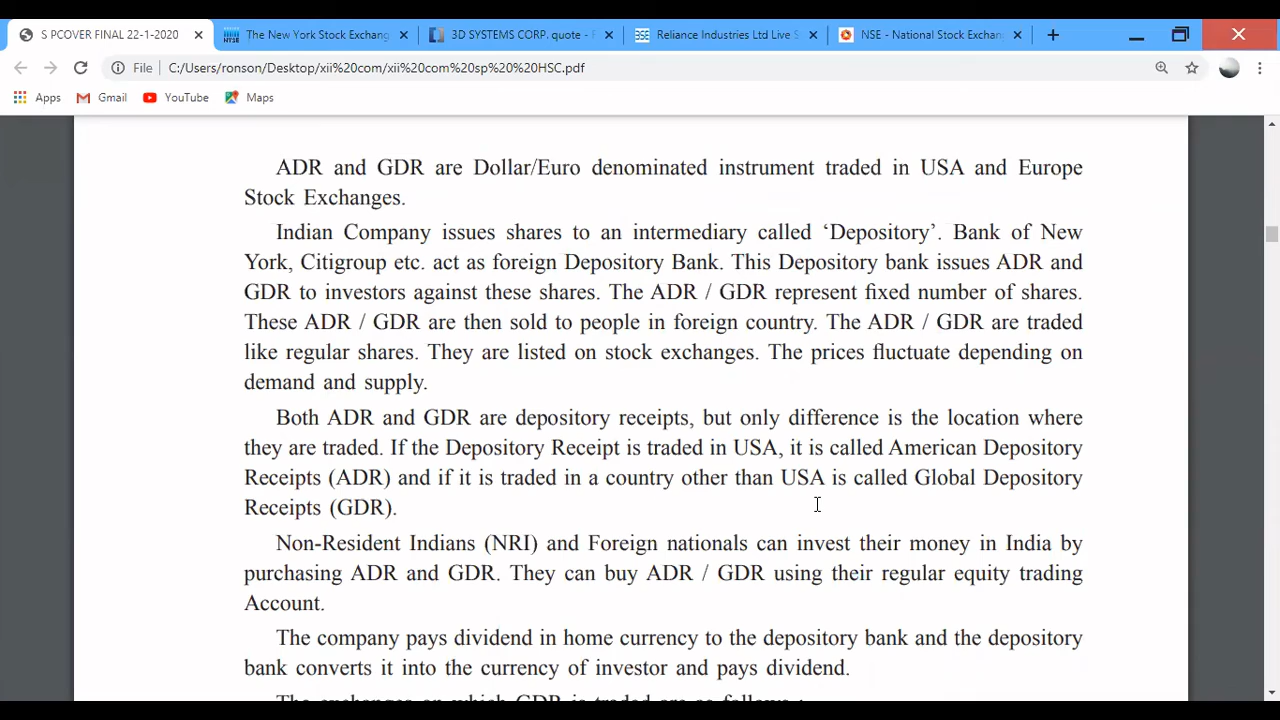 S PCOVER FINAL 22-1-2020
The New York Stock Exchang
3D SYSTEMS CORP. quote - F
Reliance Industries Ltd Live S
NSE - National Stock Exchan
File C:/Users/ronson/Desktop/xii%20com/xii%20com%20sp%20%20HSC.pdf
Apps Gmail YouTube Maps
ADR and GDR are Dollar/Euro denominated instrument traded in USA and Europe
Stock Exchanges.
Indian Company issues shares to an intermediary called ‘Depository’. Bank of New
York, Citigroup etc. act as foreign Depository Bank. This Depository bank issues ADR and
GDR to investors against these shares. The ADR / GDR represent fixed number of shares.
These ADR / GDR are then sold to people in foreign country. The ADR / GDR are traded
like regular shares. They are listed on stock exchanges. The prices fluctuate depending on
demand and supply.
Both ADR and GDR are depository receipts, but only difference is the location where
they are traded. If the Depository Receipt is traded in USA, it is called American Depository
Receipts (ADR) and if it is traded in a country other than USA is called Global Depository
Receipts (GDR).
Non-Resident Indians (NRI) and Foreign nationals can invest their money in India by
purchasing ADR and GDR. They can buy ADR / GDR using their regular equity trading
Account.
The company pays dividend in home currency to the depository bank and the depository
bank converts it into the currency of investor and pays dividend.
The exchanges on which GDR is traded are as follows :